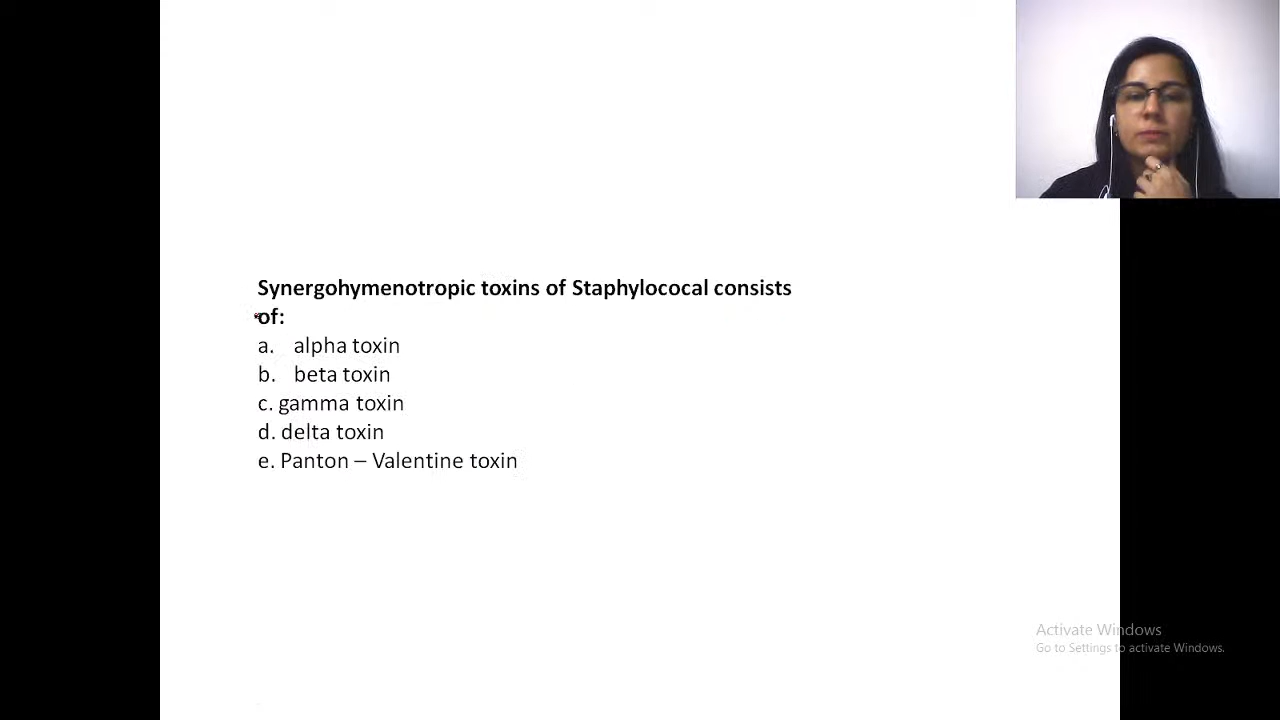 Synergohymenotropic toxins of Staphylococal consists
of:
a. alpha toxin
b. beta toxin
c. gamma toxin
d. delta toxin
e. Panton – Valentine toxin
Activate Windows
Go to Settings to activate Windows.